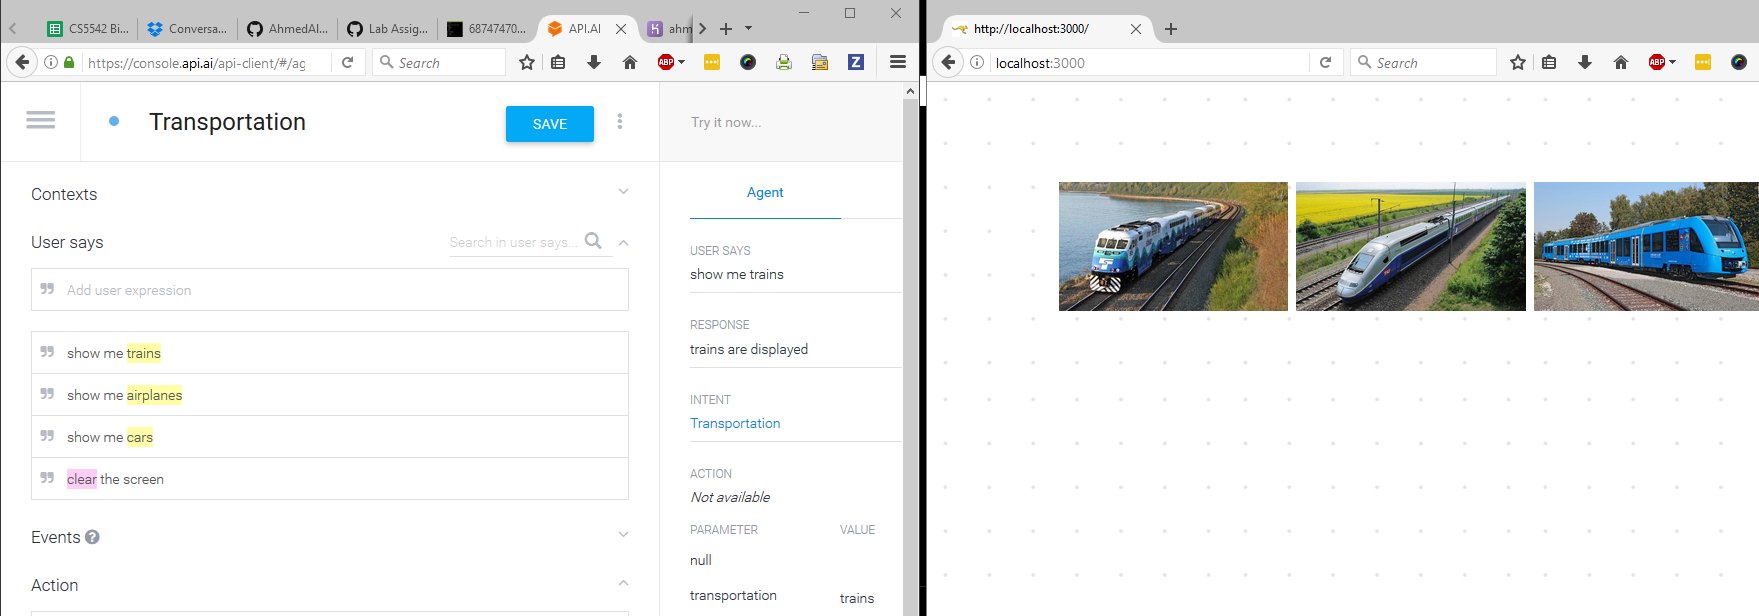 CS5542 Bi...
Conversa...
AhmedAl...
Lab Assig...
68747470...
API.AI
ahm
https://console.api.ai/api-client/#/ag
Search
ABP
Z
Transportation
SAVE
Contexts
User says
Search in user says...
Add user expression
show me trains
show me airplanes
show me cars
clear the screen
Events
Action
Try it now...
Agent
USER SAYS
show me trains
RESPONSE
trains are displayed
INTENT
Transportation
ACTION
Not available
PARAMETER VALUE
null
transportation trains
http://localhost:3000/
localhost:3000
Search
ABP